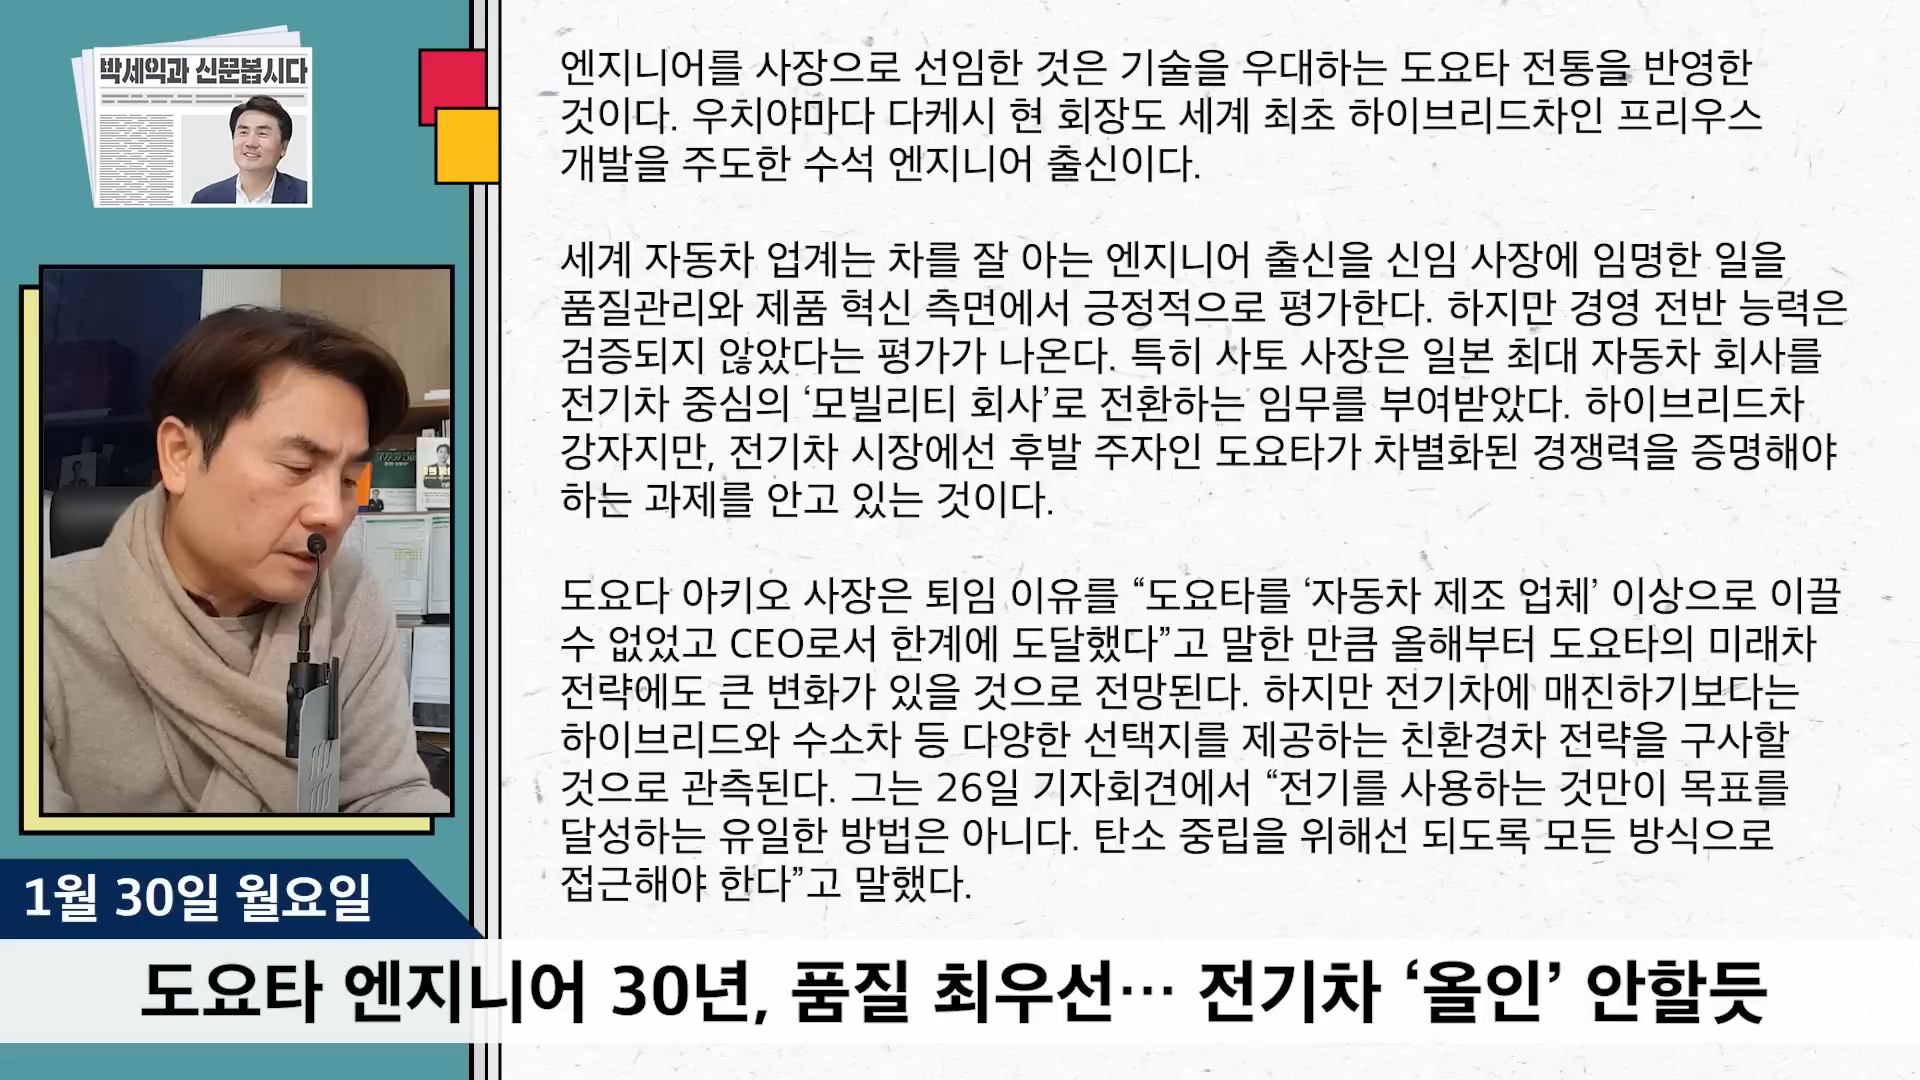 박세익과 신문봅시다
엔지니어를 사장으로 선임한 것은 기술을 우대하는 도요타 전통을 반영한
것이다. 우치야마다 다케시 현 회장도 세계 최초 하이브리드차인 프리우스
개발을 주도한 수석 엔지니어 출신이다.
세계 자동차 업계는 차를 잘 아는 엔지니어 출신을 신임 사장에 임명한 일을
품질관리와 제품 혁신 측면에서 긍정적으로 평가한다. 하지만 경영 전반 능력은
검증되지 않았다는 평가가 나온다. 특히 사토 사장은 일본 최대 자동차 회사를
전기차 중심의 ‘모빌리티 회사’로 전환하는 임무를 부여받았다. 하이브리드차
강자지만, 전기차 시장에선 후발 주자인 도요타가 차별화된 경쟁력을 증명해야
하는 과제를 안고 있는 것이다.
도요다 아키오 사장은 퇴임 이유를 “도요타를 ‘자동차 제조 업체’ 이상으로 이끌
수 없었고 CEO로서 한계에 도달했다”고 말한 만큼 올해부터 도요타의 미래차
전략에도 큰 변화가 있을 것으로 전망된다. 하지만 전기차에 매진하기보다는
하이브리드와 수소차 등 다양한 선택지를 제공하는 친환경차 전략을 구사할
것으로 관측된다. 그는 26일 기자회견에서 “전기를 사용하는 것만이 목표를
달성하는 유일한 방법은 아니다. 탄소 중립을 위해선 되도록 모든 방식으로
접근해야 한다”고 말했다.
1월 30일 월요일
도요타 엔지니어 30년, 품질 최우선… 전기차 ‘올인’ 안할듯